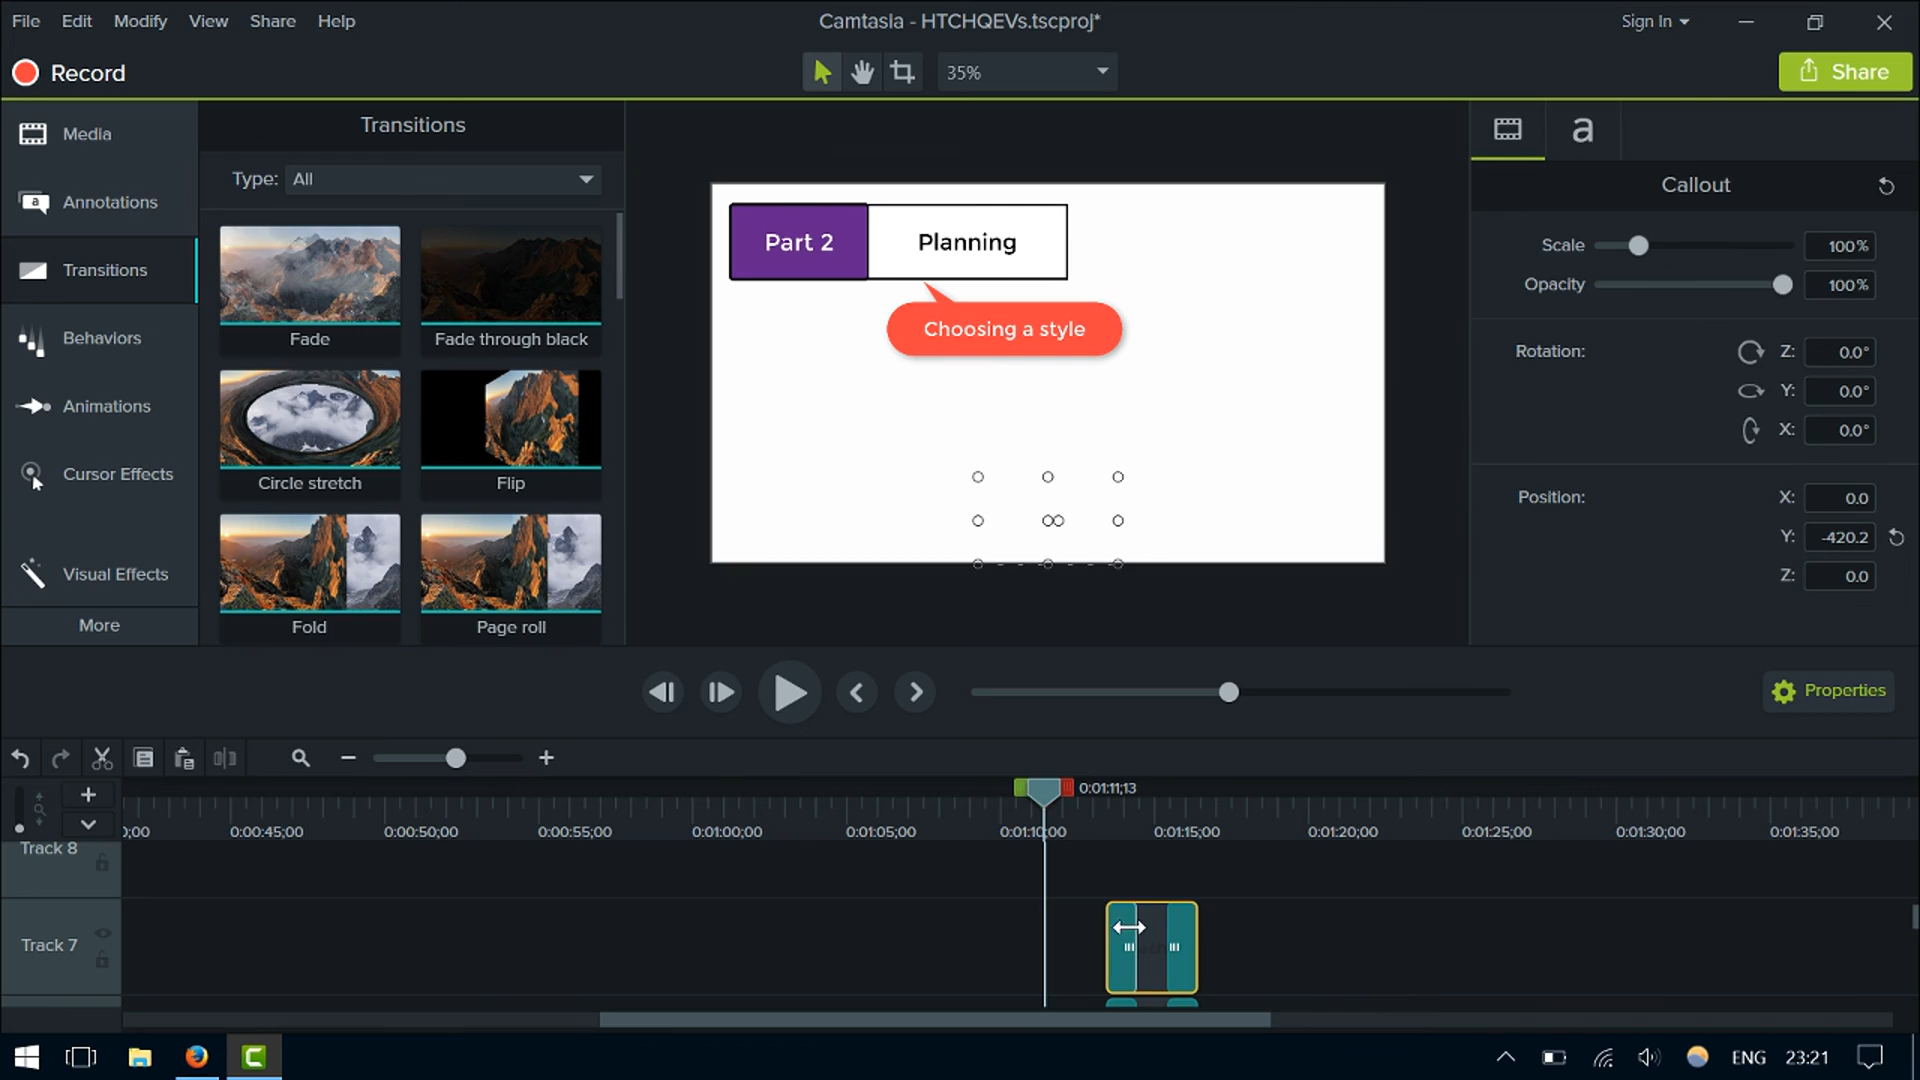 File Edit Modify View Share Help
Camtasia - HTCHQEVs.tscproj*
Sign In
Record
35%
Share
Media
Annotations
Transitions
Behaviors
Animations
Cursor Effects
Visual Effects
More
Transitions
Type: All
Fade
Fade through black
Circle stretch
Flip
Fold
Page roll
Part 2
Planning
Choosing a style
a
Callout
Scale 100%
Opacity 100%
Rotation: Z: 0.0°
Y: 0.0°
X: 0.0°
Position: X: 0.0
Y: -420.2
Z: 0.0
Properties
0:01:11;13
0:00:45;00 0:00:50;00 0:00:55;00 0:01:00;00 0:01:05;00 0:01:10;00 0:01:15;00 0:01:20;00 0:01:25;00 0:01:30;00 0:01:35;00
Track 8
Track 7
ENG 23:21